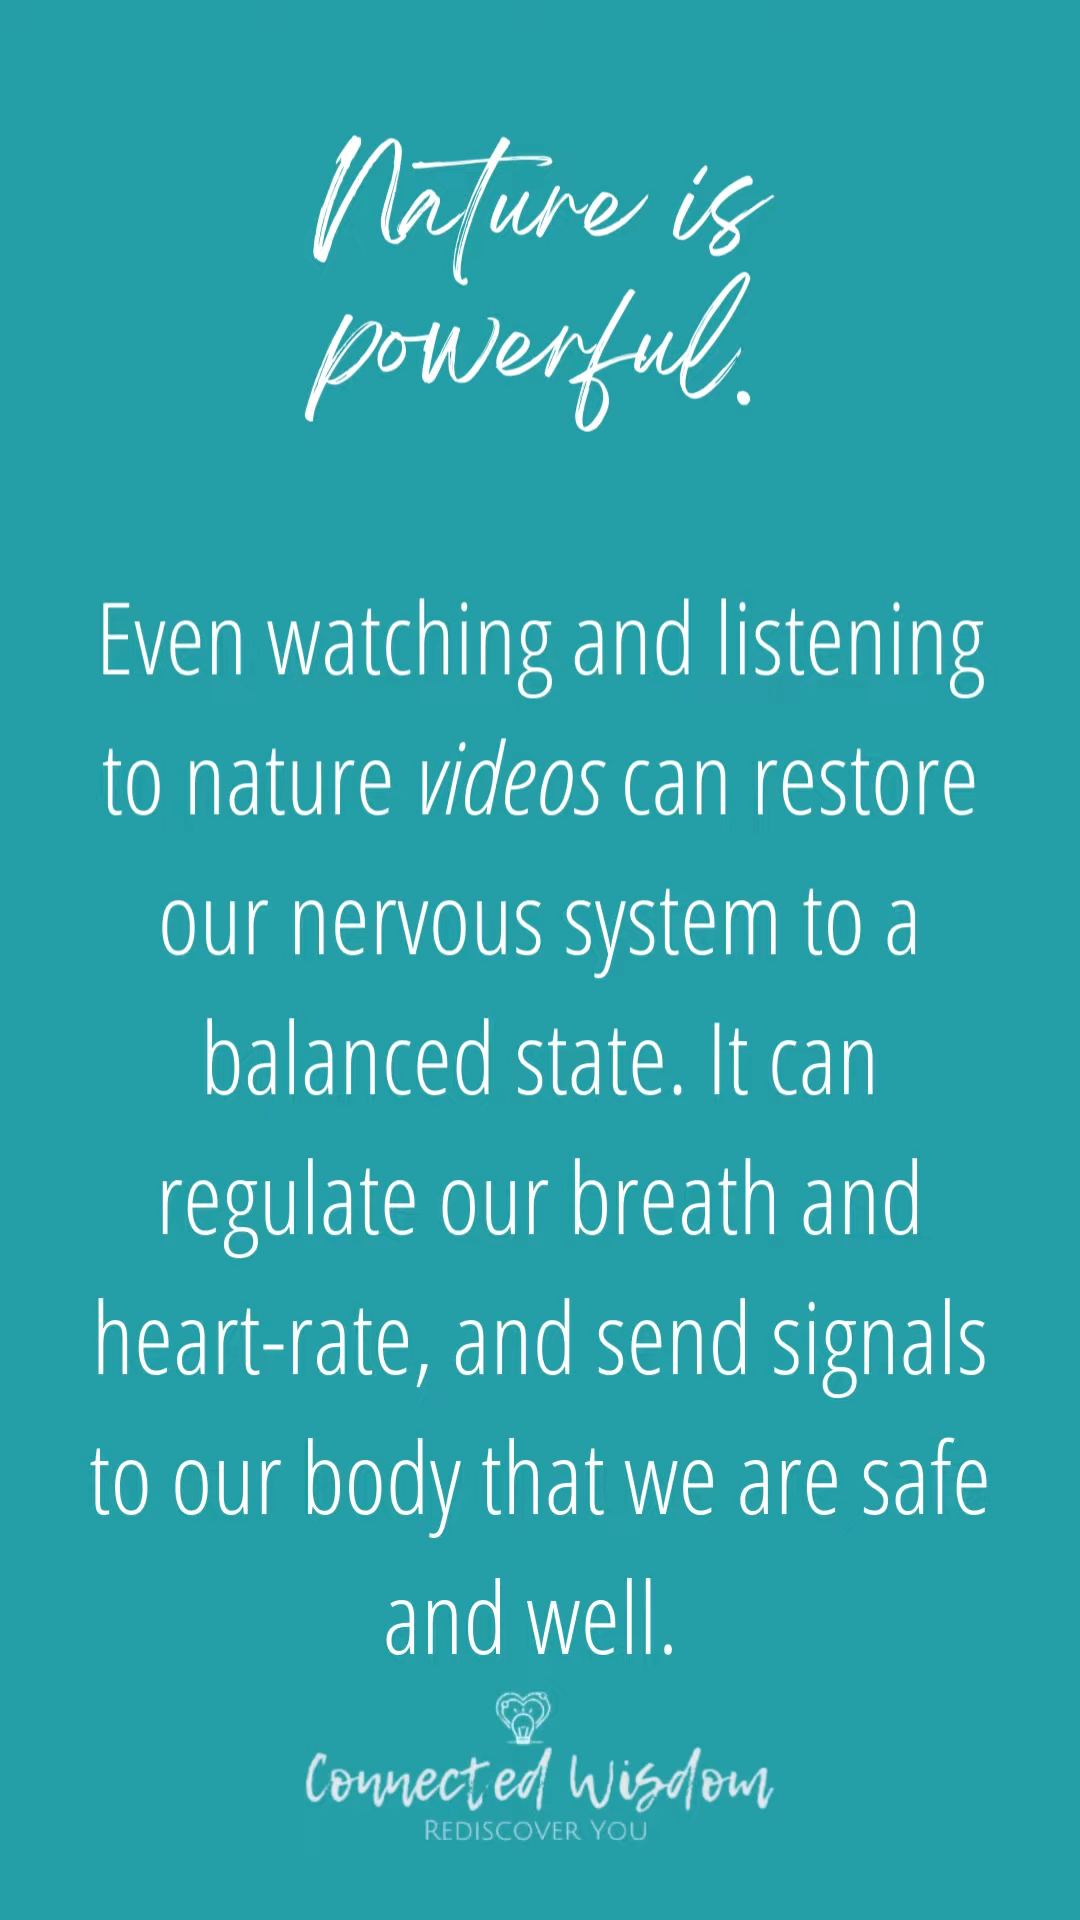 Nature is
powerful.
Even watching and listening
to nature videos can restore
our nervous system to a
balanced state. It can
regulate our breath and
heart-rate, and send signals
to our body that we are safe
and well.
Connected Wisdom
REDISCOVER YOU